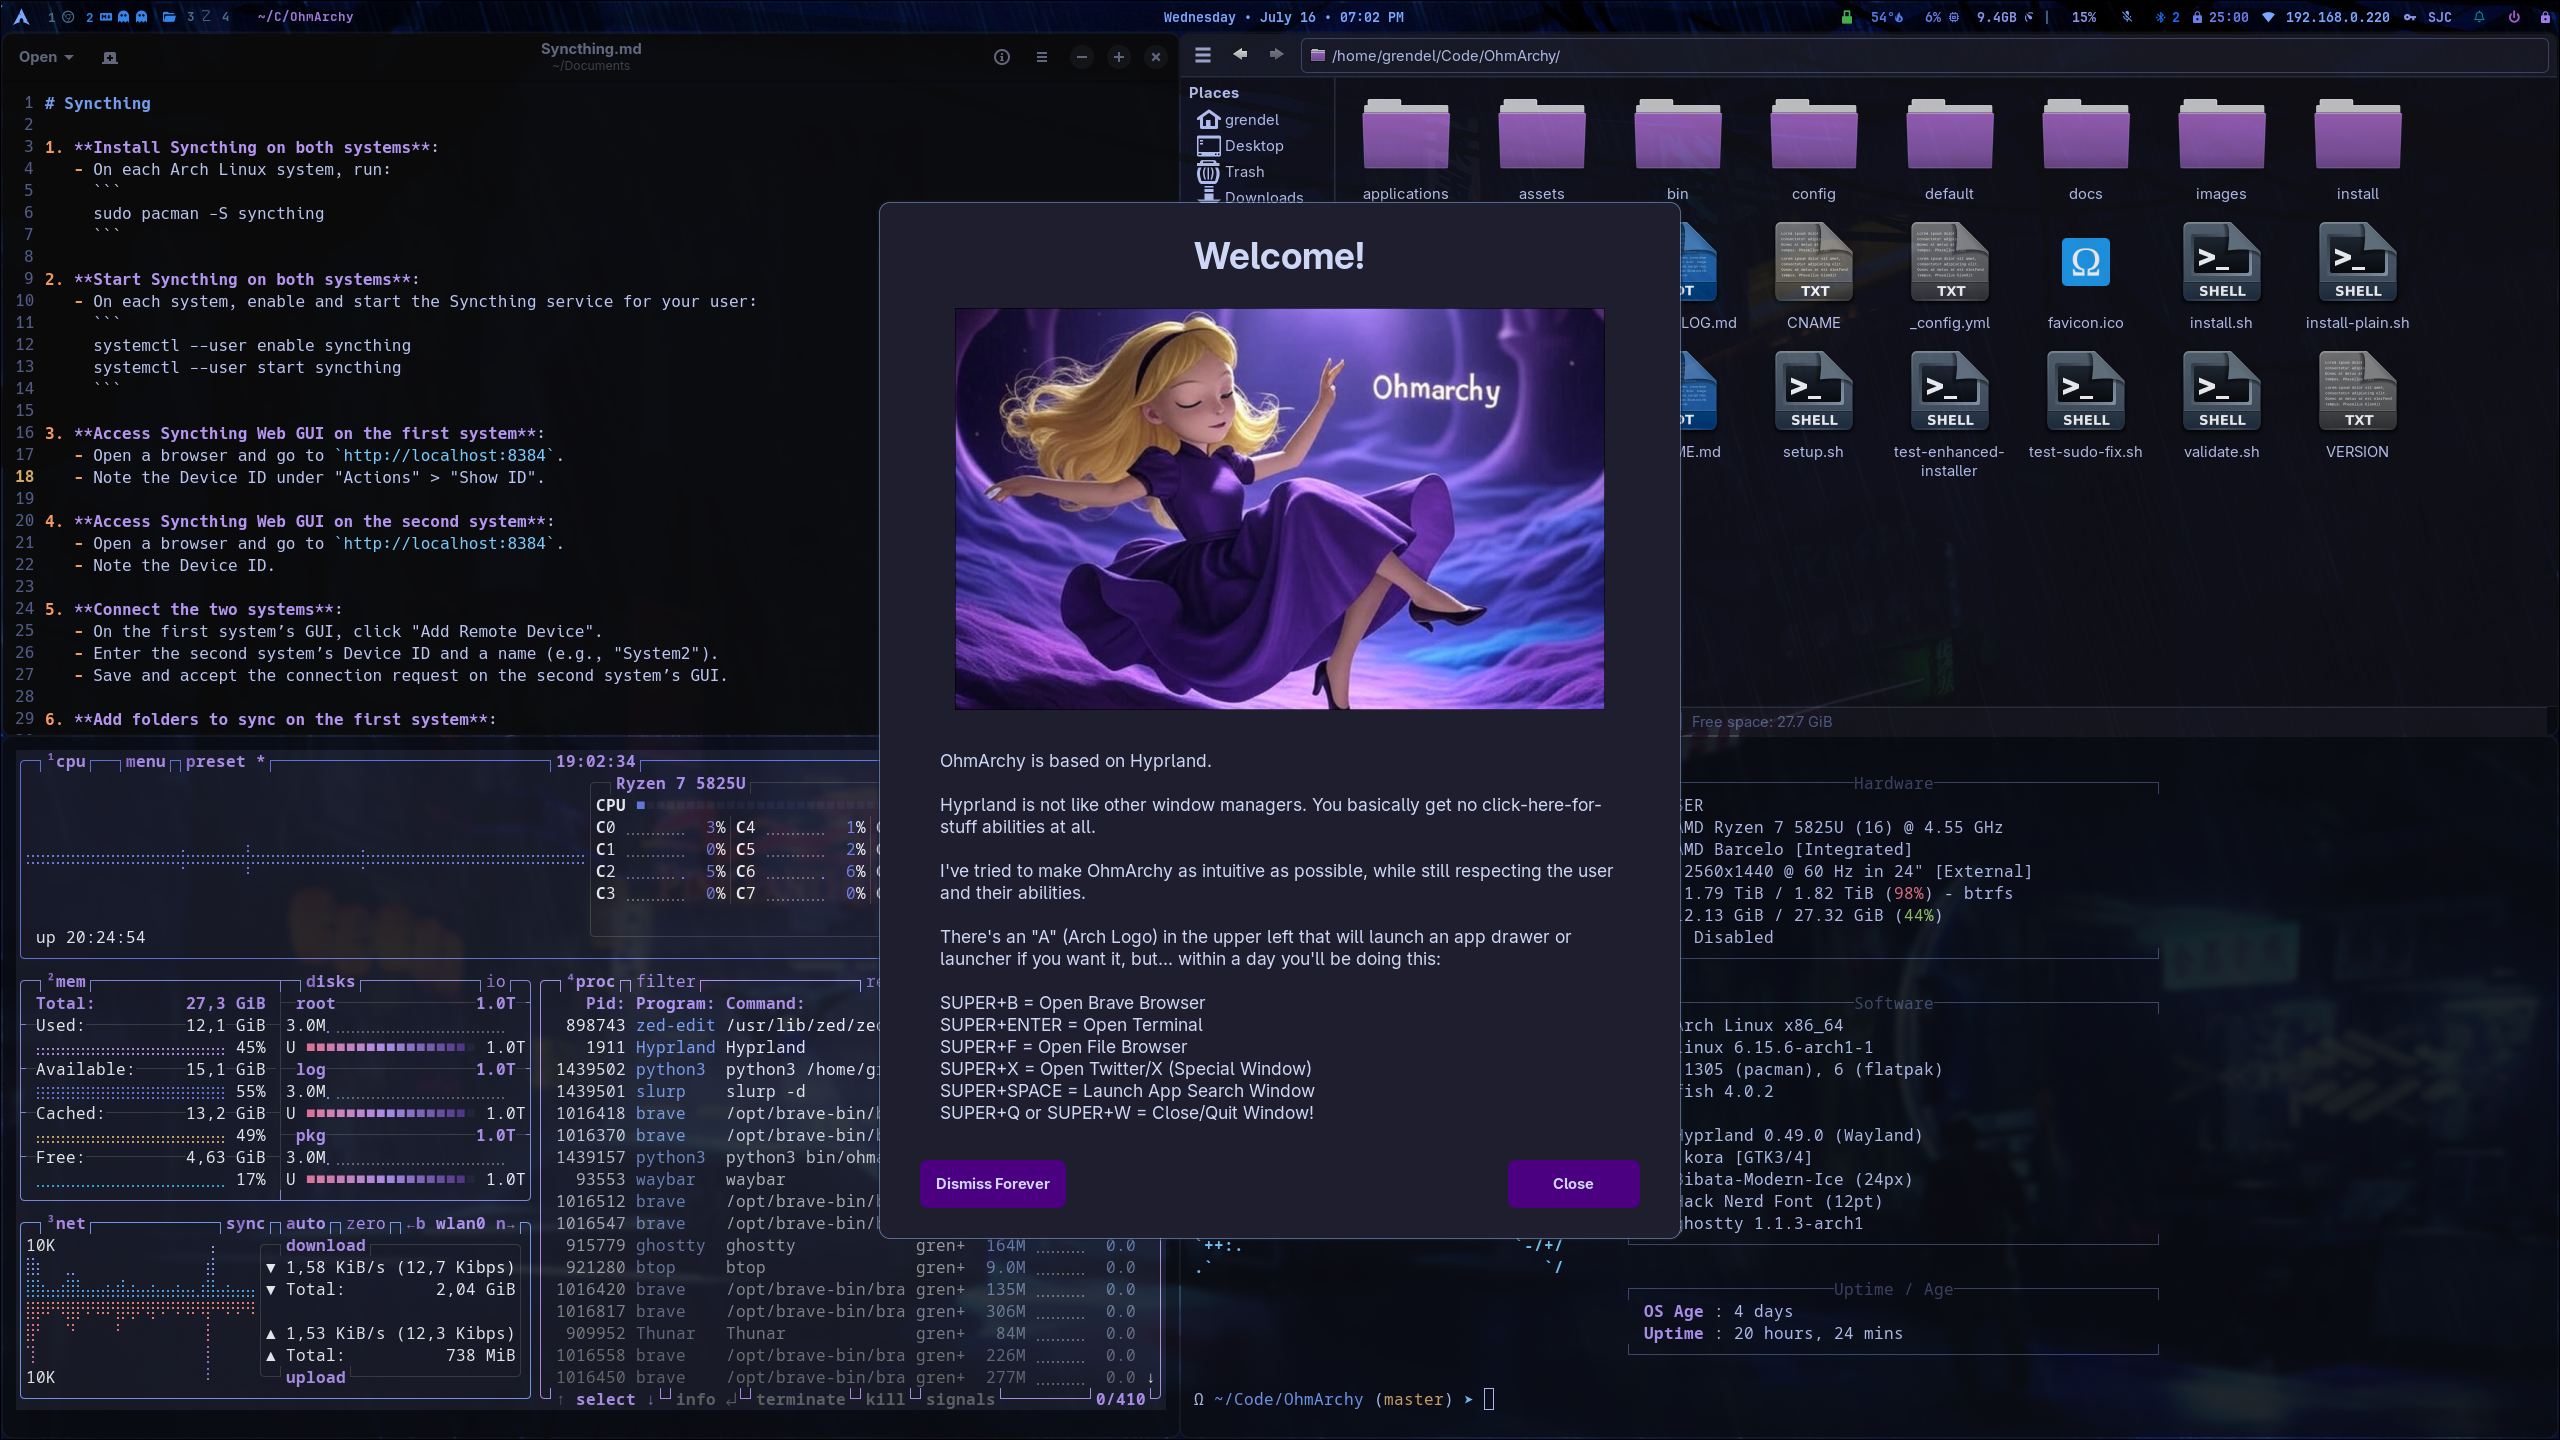 1 2 3 4 ~/C/OhmArchy
Wednesday • July 16 • 07:02 PM
54° 6% 9.4GB | 15% 2 25:00 192.168.0.220 SJC
Open
Syncthing.md
~/Documents
1 # Syncthing
2
3 1. **Install Syncthing on both systems**:
4 - On each Arch Linux system, run:
5 ```
6 sudo pacman -S syncthing
7 ```
8
9 2. **Start Syncthing on both systems**:
10 - On each system, enable and start the Syncthing service for your user:
11 ```
12 systemctl --user enable syncthing
13 systemctl --user start syncthing
14 ```
15
16 3. **Access Syncthing Web GUI on the first system**:
17 - Open a browser and go to `http://localhost:8384`.
18 - Note the Device ID under "Actions" > "Show ID".
19
20 4. **Access Syncthing Web GUI on the second system**:
21 - Open a browser and go to `http://localhost:8384`.
22 - Note the Device ID.
23
24 5. **Connect the two systems**:
25 - On the first system’s GUI, click "Add Remote Device".
26 - Enter the second system’s Device ID and a name (e.g., "System2").
27 - Save and accept the connection request on the second system’s GUI.
28
29 6. **Add folders to sync on the first system**:
/home/grendel/Code/OhmArchy/
Places
grendel
Desktop
Trash
Downloads
applications assets bin config default docs images install
TXT TXT Ω >_ SHELL >_ SHELL
LOG.md CNAME _config.yml favicon.ico install.sh install-plain.sh
>_ SHELL >_ SHELL >_ SHELL >_ SHELL TXT
ME.md setup.sh test-enhanced-installer test-sudo-fix.sh validate.sh VERSION
Free space: 27.7 GiB
Welcome!
Ohmarchy
OhmArchy is based on Hyprland.
Hyprland is not like other window managers. You basically get no click-here-for-
stuff abilities at all.
I've tried to make OhmArchy as intuitive as possible, while still respecting the user
and their abilities.
There's an "A" (Arch Logo) in the upper left that will launch an app drawer or
launcher if you want it, but... within a day you'll be doing this:
SUPER+B = Open Brave Browser
SUPER+ENTER = Open Terminal
SUPER+F = Open File Browser
SUPER+X = Open Twitter/X (Special Window)
SUPER+SPACE = Launch App Search Window
SUPER+Q or SUPER+W = Close/Quit Window!
Dismiss Forever
Close
¹cpu menu preset * 19:02:34
Ryzen 7 5825U
CPU
C0 3% C4 1%
C1 0% C5 2%
C2 5% C6 6%
C3 0% C7 0%
up 20:24:54
²mem disks io
Total: 27,3 GiB root 1.0T
Used: 12,1 GiB 3.0M
45% U 1.0T
Available: 15,1 GiB log 1.0T
55% 3.0M
Cached: 13,2 GiB U 1.0T
49% pkg 1.0T
Free: 4,63 GiB 3.0M
17% U 1.0T
³net sync auto zero ←b wlan0 n→
10K download
▼ 1,58 KiB/s (12,7 Kibps)
▼ Total: 2,04 GiB
▲ 1,53 KiB/s (12,3 Kibps)
▲ Total: 738 MiB
10K upload
⁴proc filter
Pid: Program: Command:
898743 zed-edit /usr/lib/zed/zed
1911 Hyprland Hyprland
1439502 python3 python3 /home/g
1439501 slurp slurp -d
1016418 brave /opt/brave-bin/
1016370 brave /opt/brave-bin/
1439157 python3 python3 bin/ohm
93553 waybar waybar
1016512 brave /opt/brave-bin/
1016547 brave /opt/brave-bin/
915779 ghostty ghostty gren+ 164M 0.0
921280 btop btop gren+ 9.0M 0.0
1016420 brave /opt/brave-bin/bra gren+ 135M 0.0
1016817 brave /opt/brave-bin/bra gren+ 306M 0.0
909952 Thunar Thunar gren+ 84M 0.0
1016558 brave /opt/brave-bin/bra gren+ 226M 0.0
1016450 brave /opt/brave-bin/bra gren+ 277M 0.0 ↓
↑ select ↓ info ↵ terminate kill signals 0/410
Hardware
SER
AMD Ryzen 7 5825U (16) @ 4.55 GHz
AMD Barcelo [Integrated]
2560x1440 @ 60 Hz in 24" [External]
1.79 TiB / 1.82 TiB (98%) - btrfs
12.13 GiB / 27.32 GiB (44%)
Disabled
Software
Arch Linux x86_64
Linux 6.15.6-arch1-1
1305 (pacman), 6 (flatpak)
fish 4.0.2
Hyprland 0.49.0 (Wayland)
kora [GTK3/4]
Bibata-Modern-Ice (24px)
Hack Nerd Font (12pt)
ghostty 1.1.3-arch1
`++:. `-/+/
.` `/
Uptime / Age
OS Age : 4 days
Uptime : 20 hours, 24 mins
Ω ~/Code/OhmArchy (master) ➤